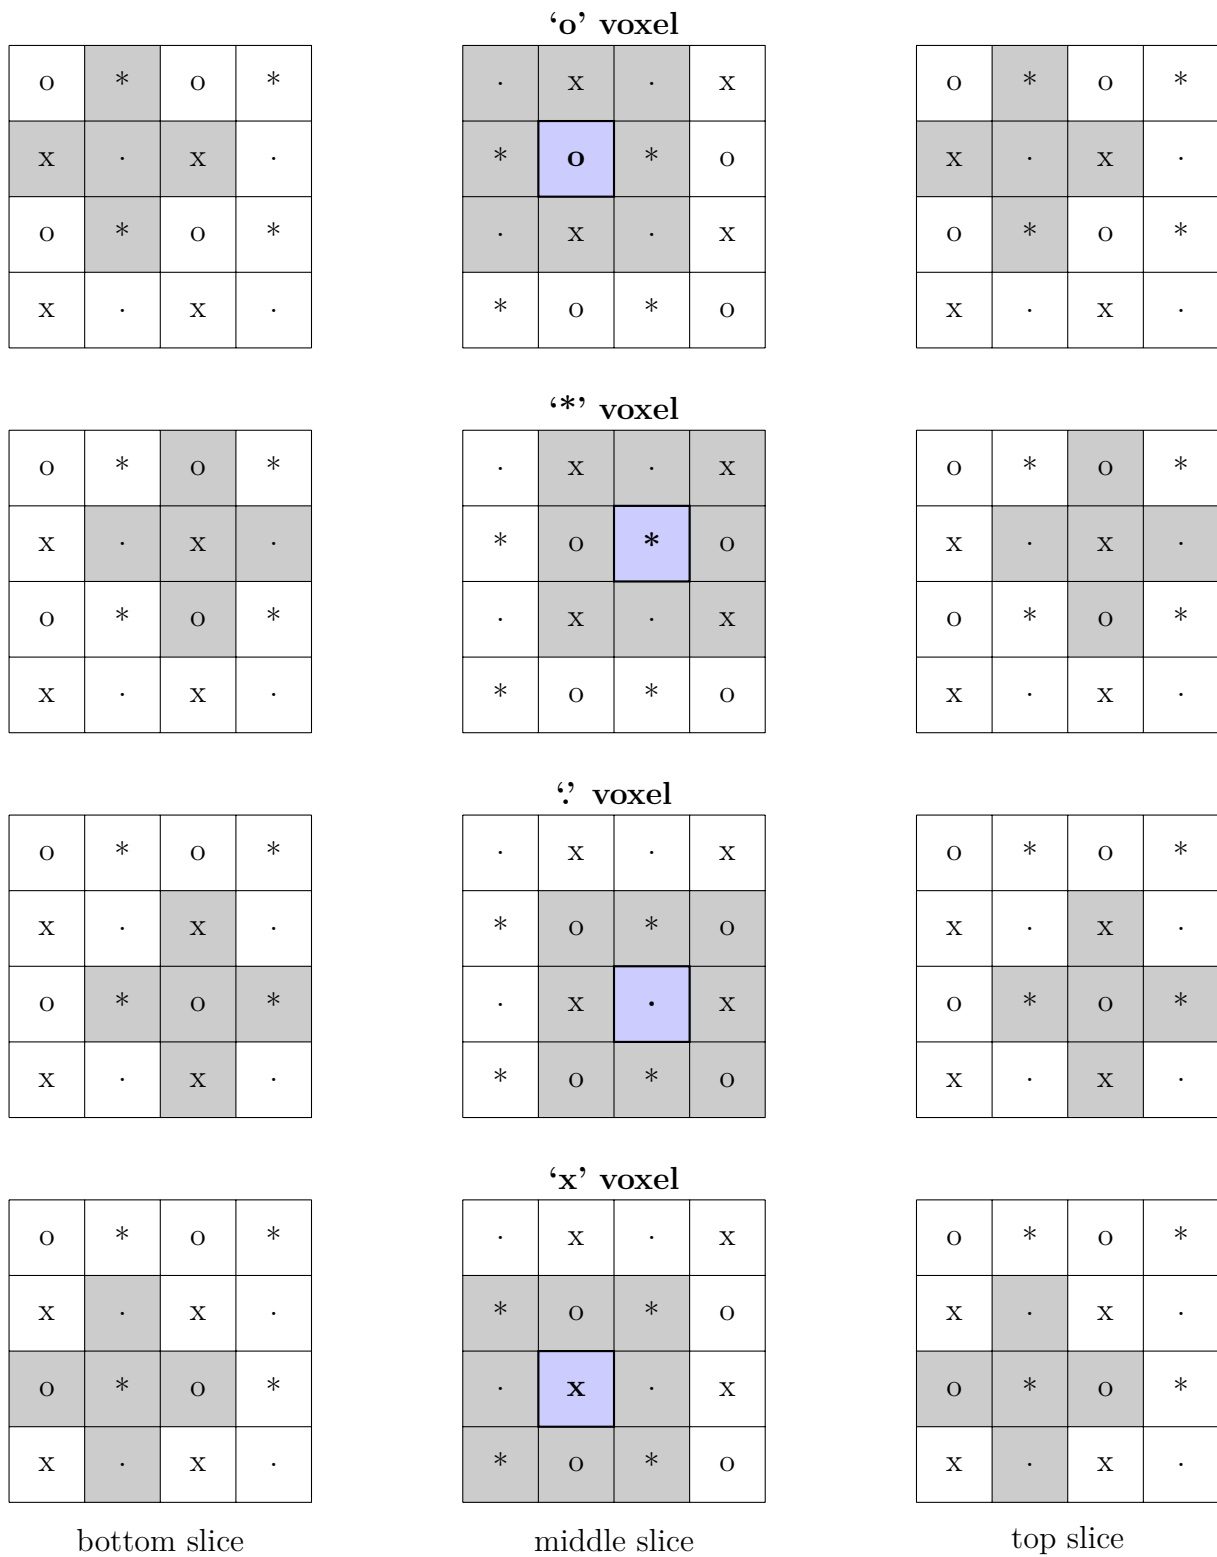 ‘o’ voxel
o * o * · x · x o * o *
x · x · * o * o x · x ·
o * o * · x · x o * o *
x · x · * o * o x · x ·
‘*’ voxel
o * o * · x · x o * o *
x · x · * o * o x · x ·
o * o * · x · x o * o *
x · x · * o * o x · x ·
‘.’ voxel
o * o * · x · x o * o *
x · x · * o * o x · x ·
o * o * · x · x o * o *
x · x · * o * o x · x ·
‘x’ voxel
o * o * · x · x o * o *
x · x · * o * o x · x ·
o * o * · x · x o * o *
x · x · * o * o x · x ·
bottom slice middle slice top slice